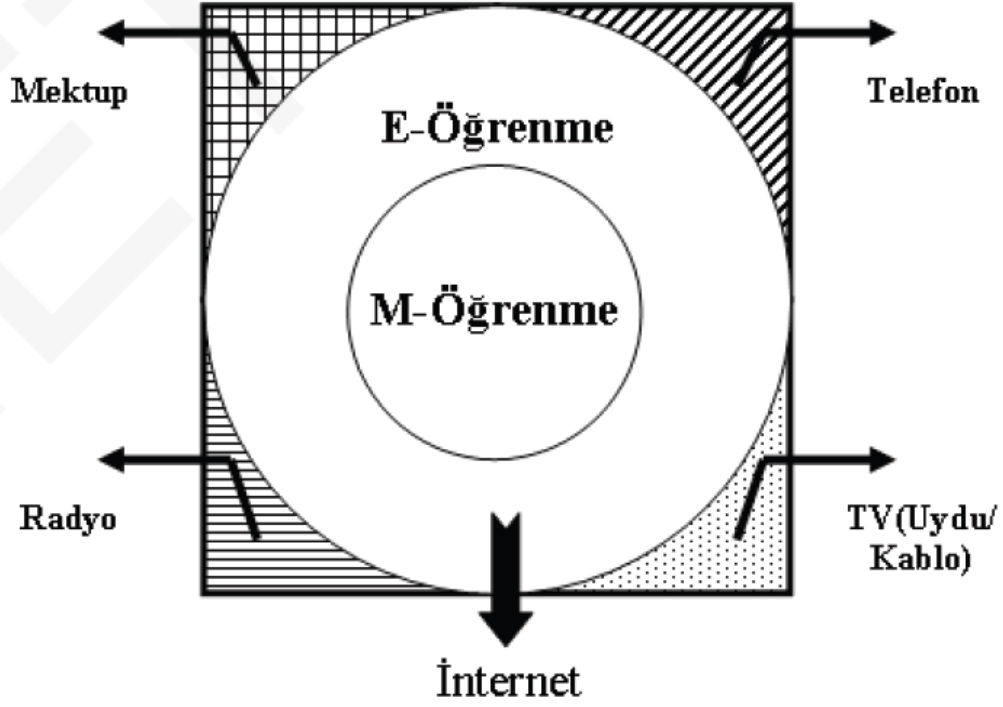 Mektup
Telefon
E-Öğrenme
M-Öğrenme
Radyo
TV(Uydu/
Kablo)
İnternet